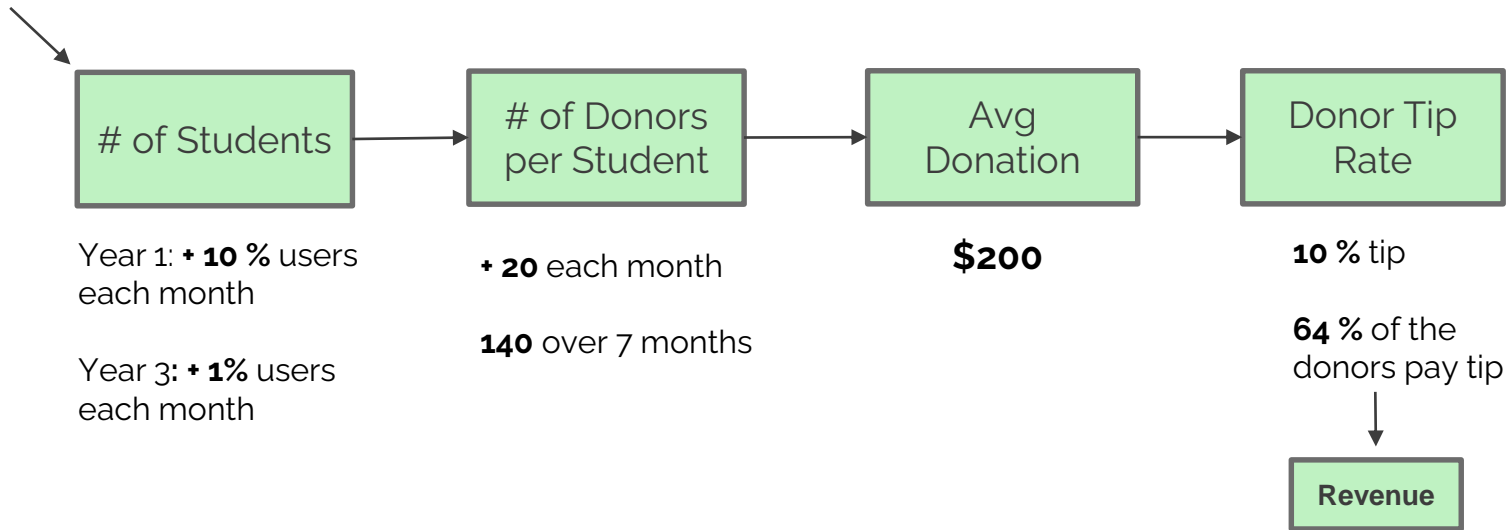 # of Students
# of Donors
per Student
Avg
Donation
Donor Tip
Rate
Year 1: + 10 % users
each month
Year 3: + 1% users
each month
+ 20 each month
140 over 7 months
$200
10 % tip
64 % of the
donors pay tip
Revenue